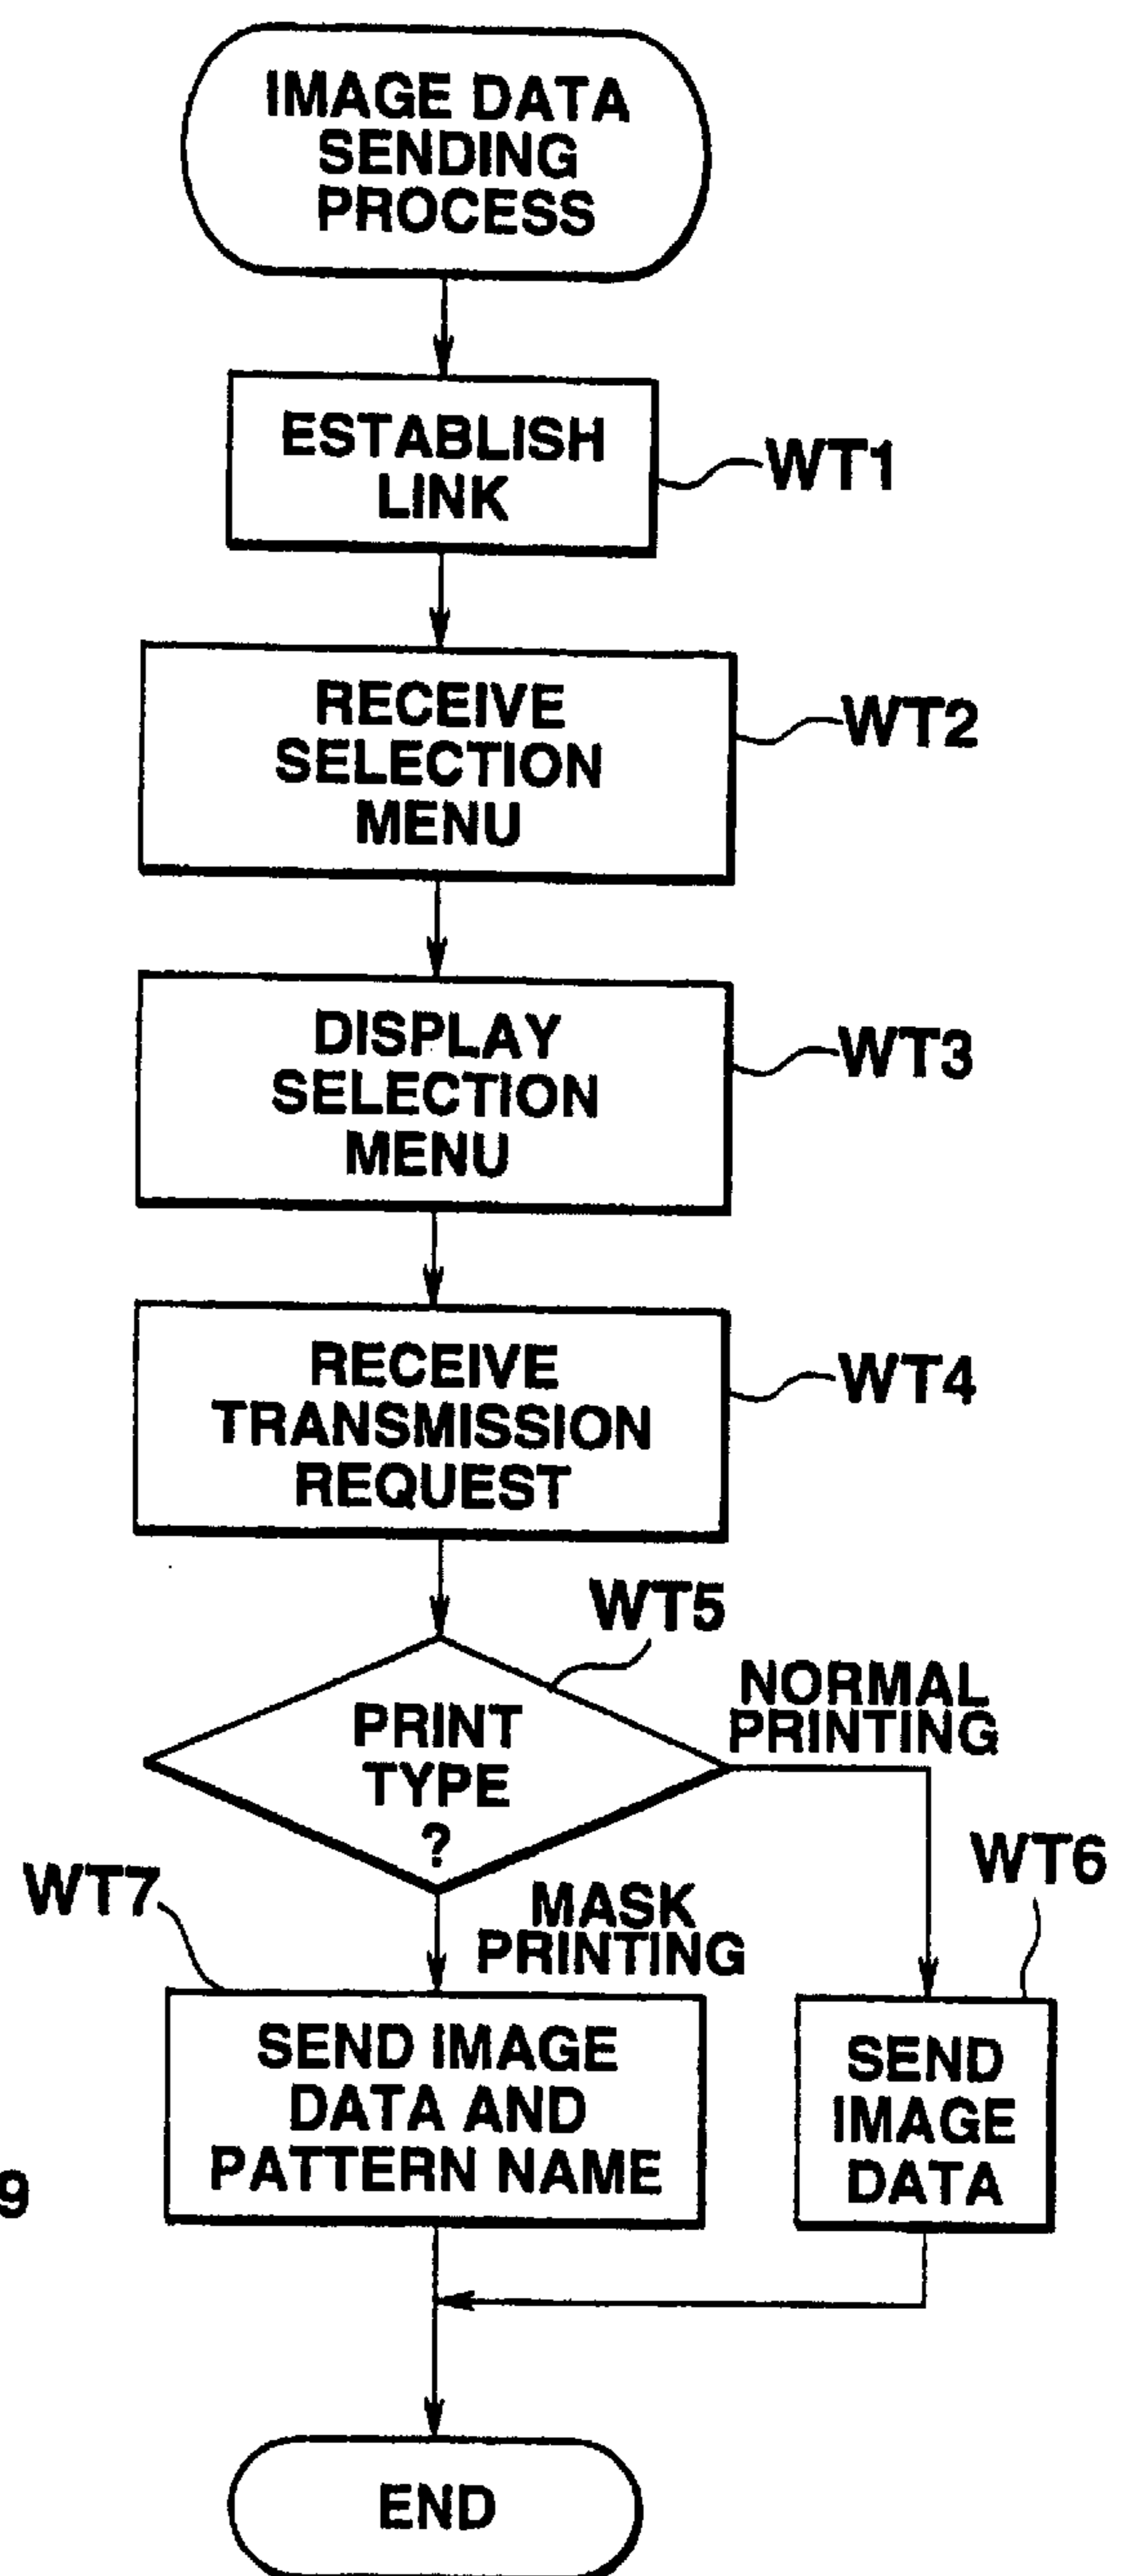 IMAGE DATA
SENDING
PROCESS
ESTABLISH
LINK
WT1
RECEIVE
SELECTION
MENU
WT2
DISPLAY
SELECTION
MENU
WT3
RECEIVE
TRANSMISSION
REQUEST
WT4
WT5
PRINT
TYPE
?
NORMAL
PRINTING
WT6
WT7
MASK
PRINTING
SEND IMAGE
DATA AND
PATTERN NAME
SEND
IMAGE
DATA
9
END